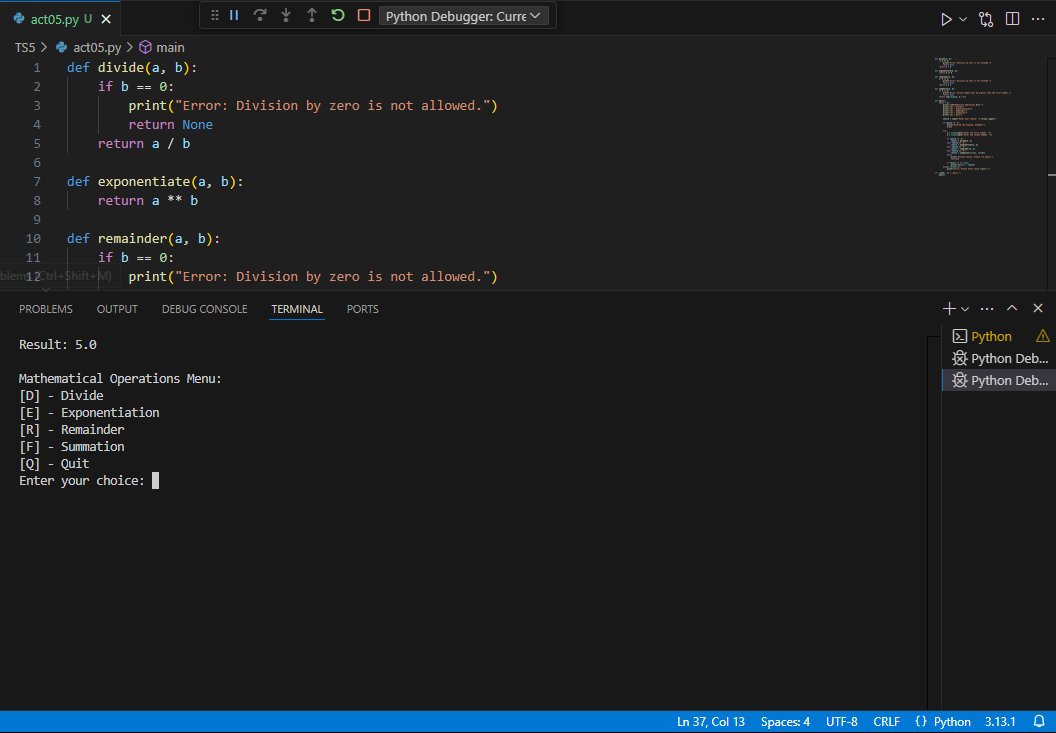 act05.py U
Python Debugger: Curre
TS5 > act05.py > main
1 def divide(a, b):
2 if b == 0:
3 print("Error: Division by zero is not allowed.")
4 return None
5 return a / b
6
7 def exponentiate(a, b):
8 return a ** b
9
10 def remainder(a, b):
11 if b == 0:
12 print("Error: Division by zero is not allowed.")
Ctrl+Shift+M)
PROBLEMS OUTPUT DEBUG CONSOLE TERMINAL PORTS
Result: 5.0
Mathematical Operations Menu:
[D] - Divide
[E] - Exponentiation
[R] - Remainder
[F] - Summation
[Q] - Quit
Enter your choice:
Python
Python Deb...
Python Deb...
Ln 37, Col 13 Spaces: 4 UTF-8 CRLF {} Python 3.13.1